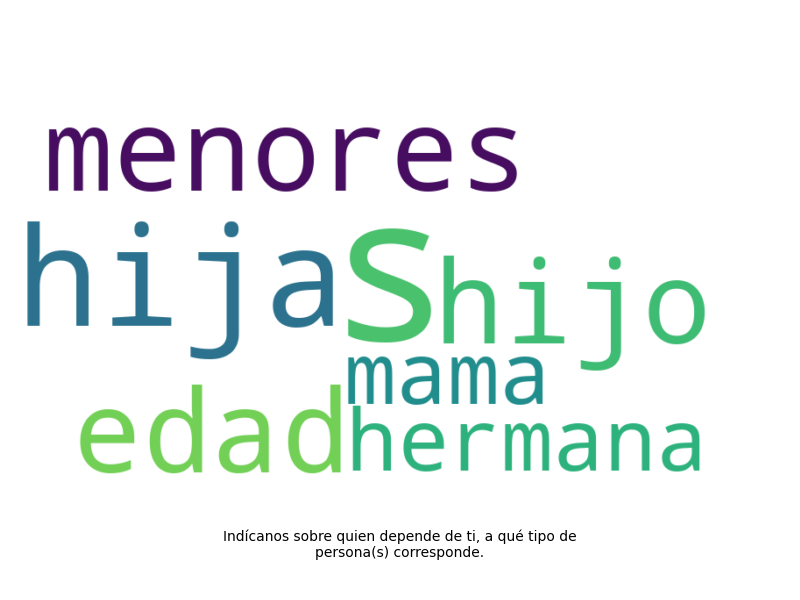 menores
hija s hijo
mama
edad hermana
Indícanos sobre quien depende de ti, a qué tipo de
persona(s) corresponde.